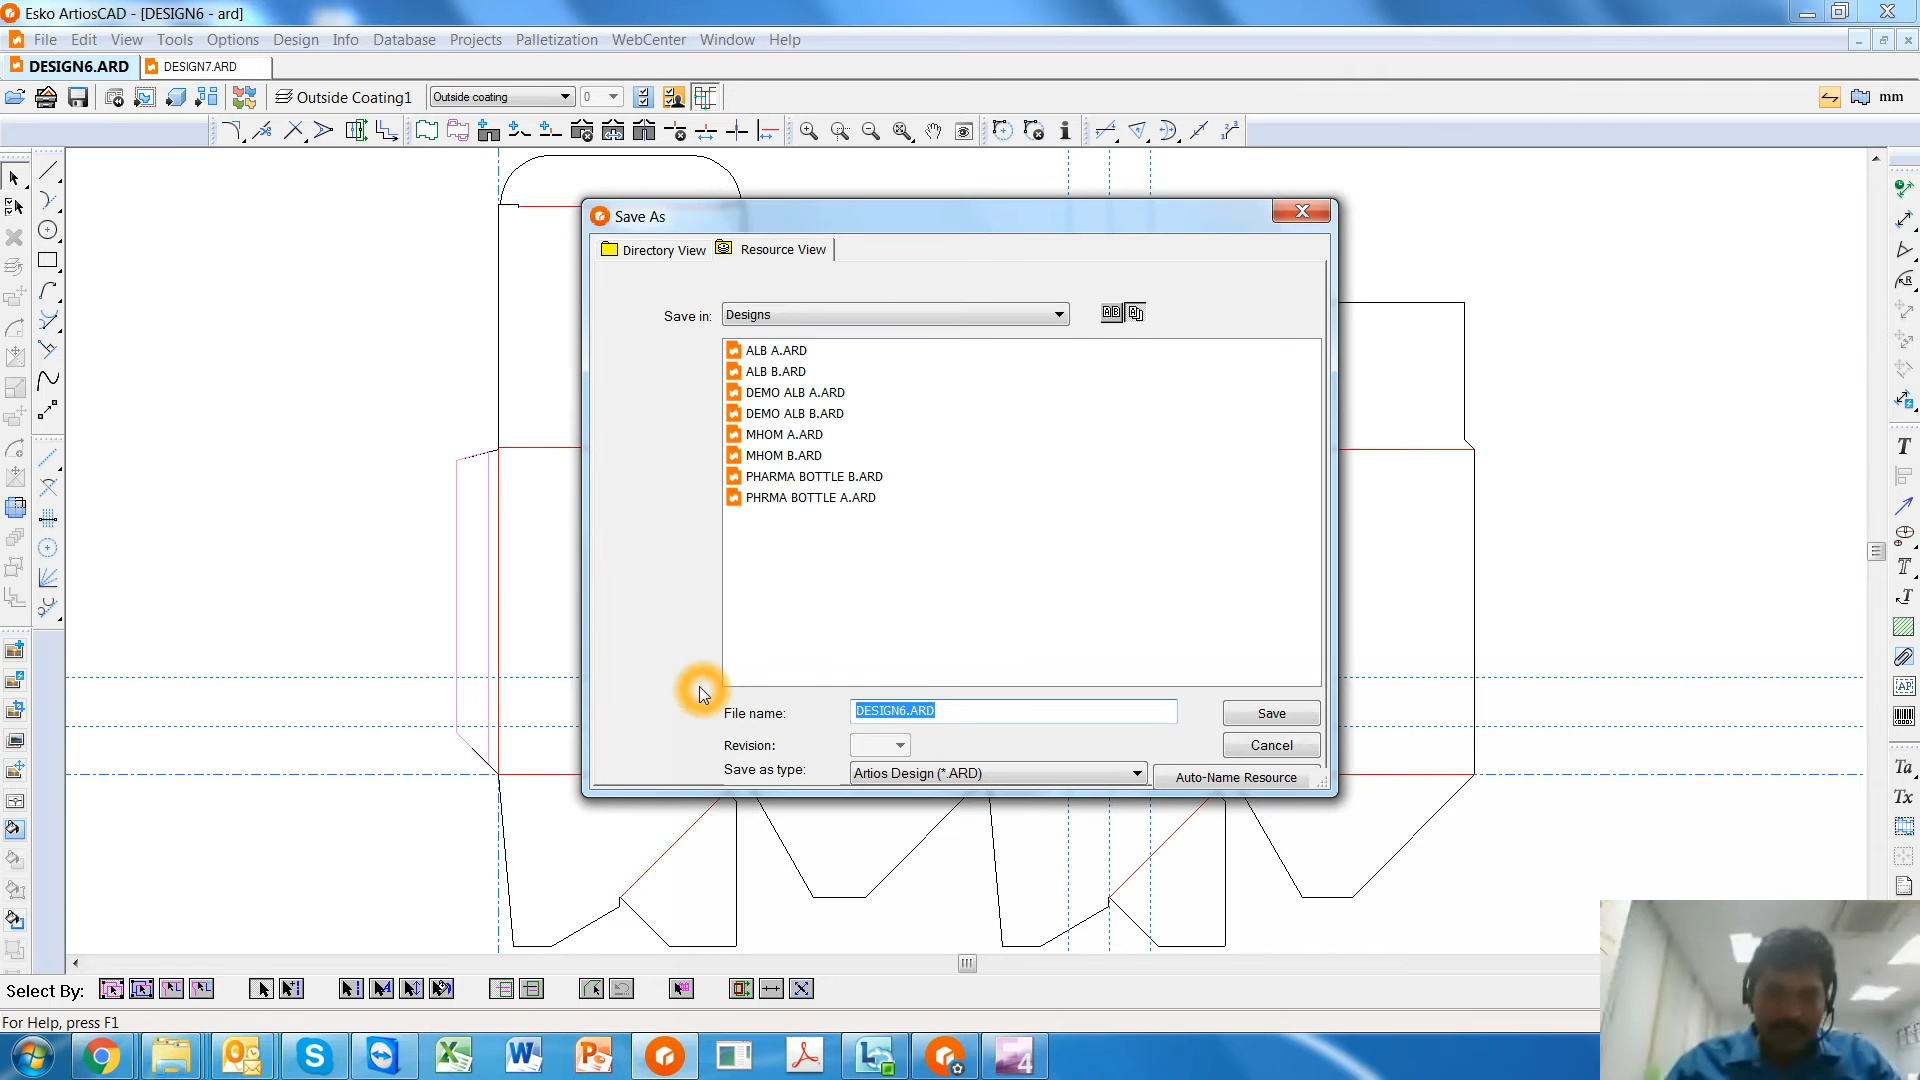 Esko ArtiosCAD - [DESIGN6 - ard]
File Edit View Tools Options Design Info Database Projects Palletization WebCenter Window Help
DESIGN6.ARD DESIGN7.ARD
Outside Coating1 Outside coating 0 mm
Save As
Directory View Resource View
Save in: Designs
ALB A.ARD
ALB B.ARD
DEMO ALB A.ARD
DEMO ALB B.ARD
MHOM A.ARD
MHOM B.ARD
PHARMA BOTTLE B.ARD
PHRMA BOTTLE A.ARD
File name: DESIGN6.ARD Save
Revision: Cancel
Save as type: Artios Design (*.ARD) Auto-Name Resource
Select By:
For Help, press F1